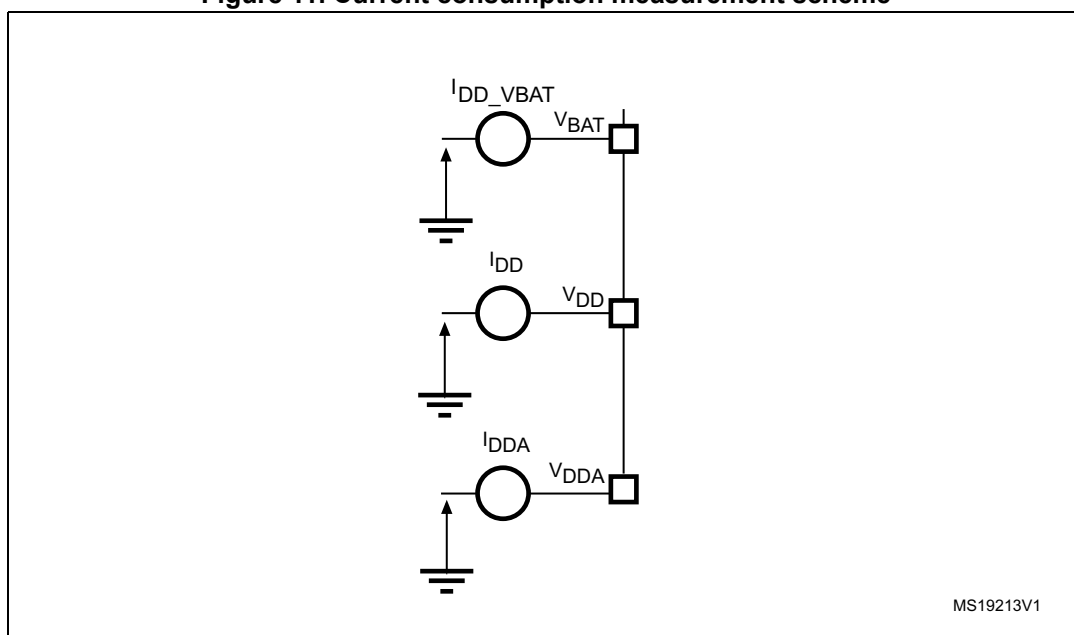 Figure 11. Current consumption measurement scheme
IDD_VBAT
VBAT
IDD
VDD
IDDA
VDDA
MS19213V1